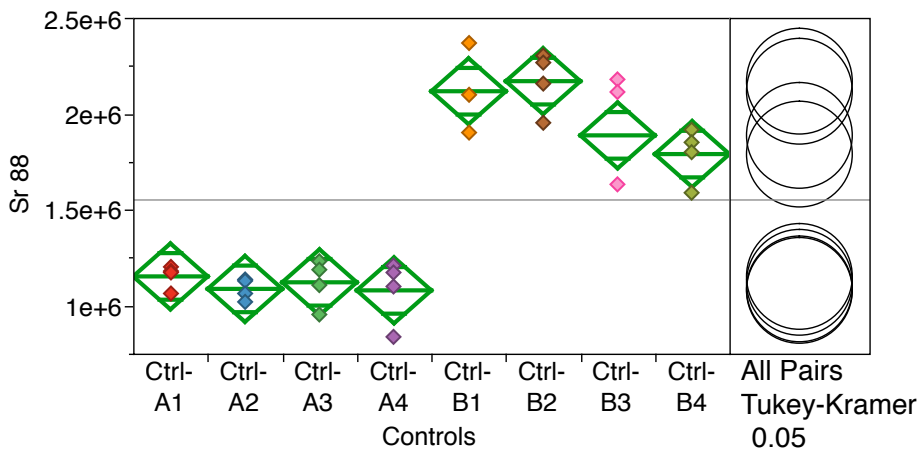 2.5e+6
2e+6
1.5e+6
1e+6
Sr 88
Ctrl-
A1
Ctrl-
A2
Ctrl-
A3
Ctrl-
A4
Ctrl-
B1
Ctrl-
B2
Ctrl-
B3
Ctrl-
B4
Controls
All Pairs
Tukey-Kramer
0.05